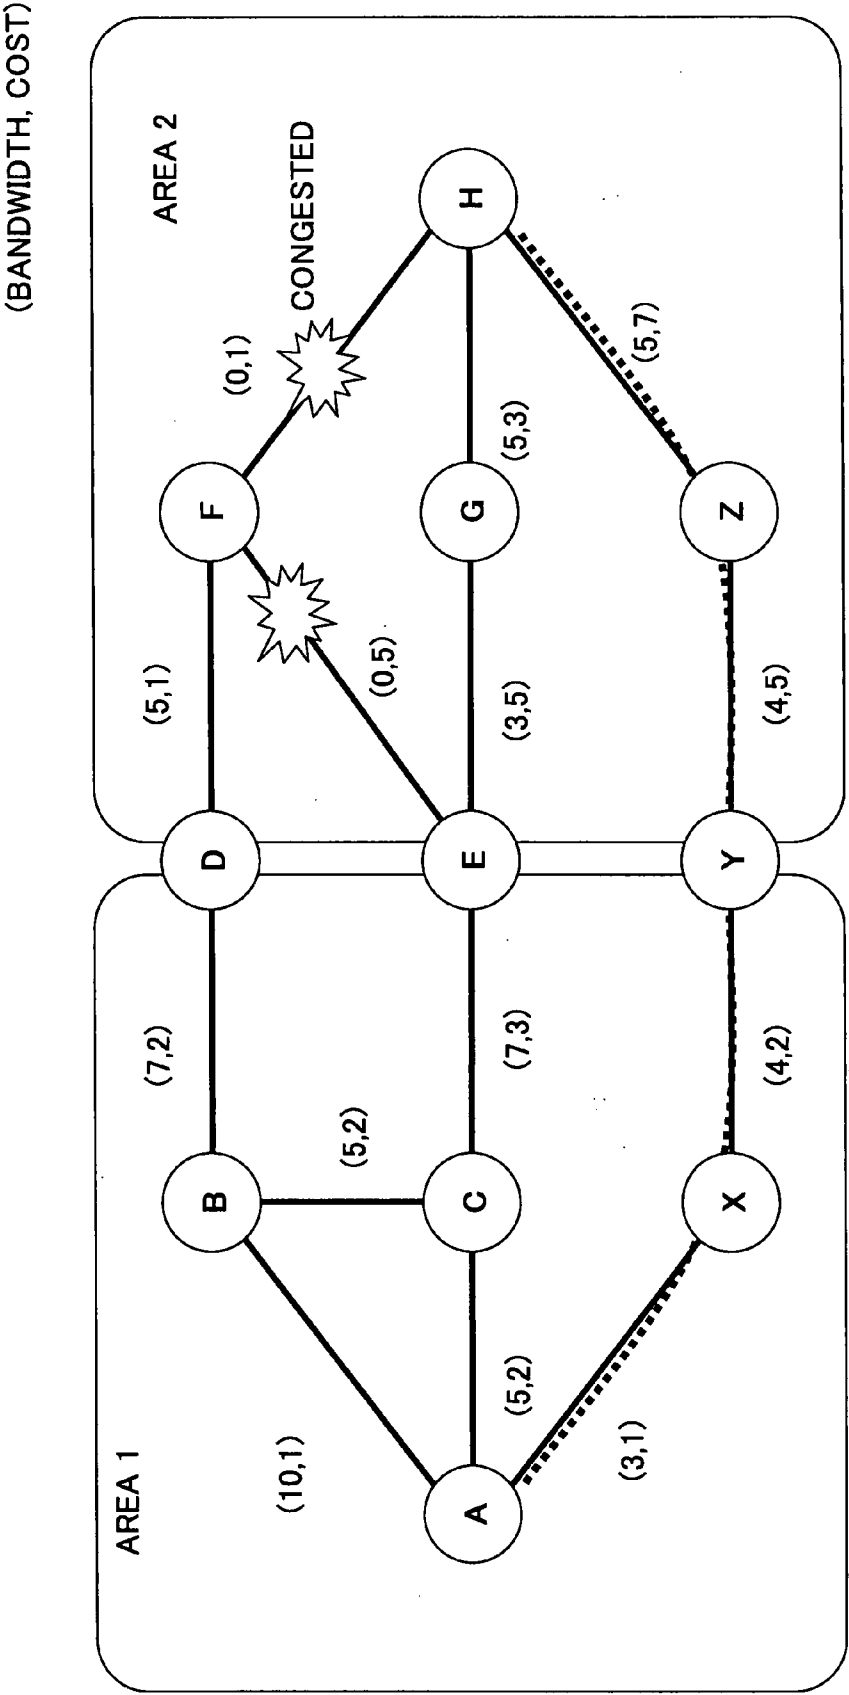 (BANDWIDTH, COST)
AREA 1
AREA 2
CONGESTED
(10,1)
(7,2)
(5,1)
(0,1)
B
D
F
(5,2)
(0,5)
A
C
E
G
H
(5,2)
(7,3)
(3,5)
(5,3)
(3,1)
(5,7)
X
Y
Z
(4,2)
(4,5)